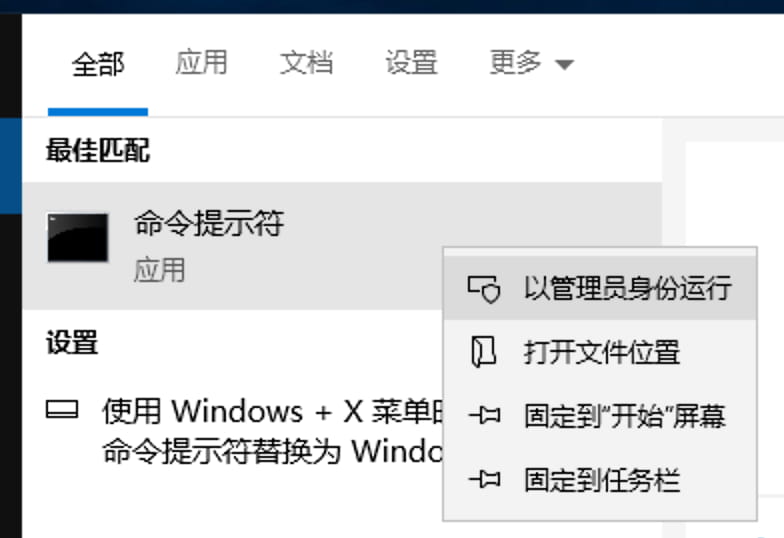 全部 应用 文档 设置 更多
最佳匹配
命令提示符
应用
设置
使用 Windows + X 菜单
命令提示符替换为
以管理员身份运行
打开文件位置
固定到“开始”屏幕
固定到任务栏